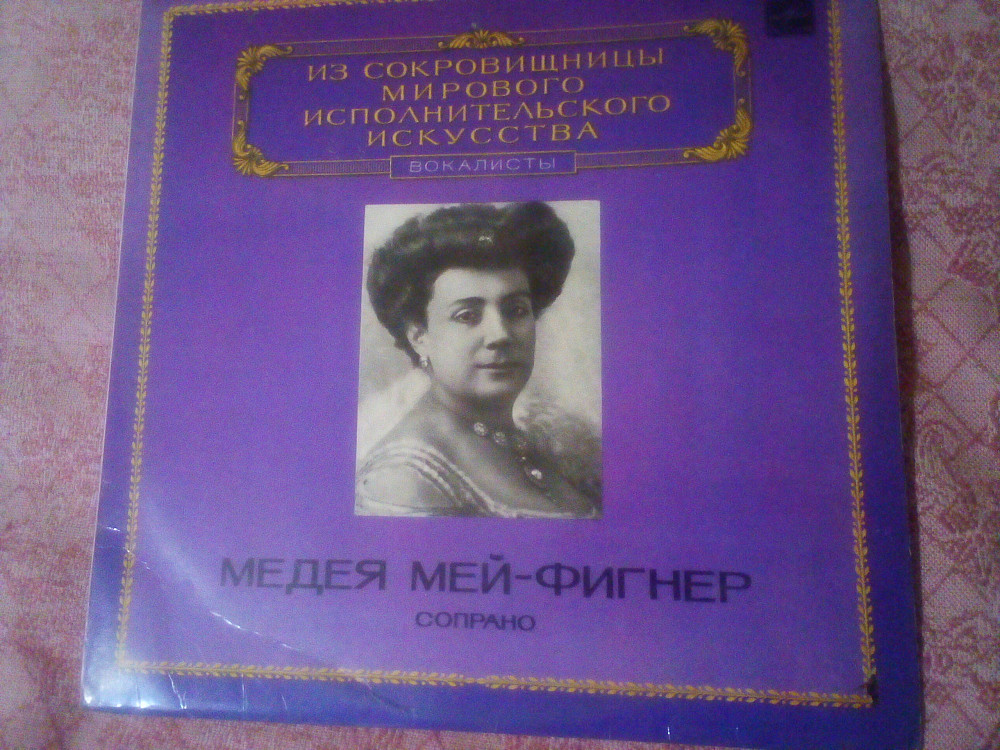 ИЗ СОКРОВИЩНИЦЫ
МИРОВОГО
ИСПОЛНИТЕЛЬСКОГО
ИСКУССТВА
ВОКАЛИСТЫ
МЕДЕЯ МЕЙ-ФИГНЕР
СОПРАНО